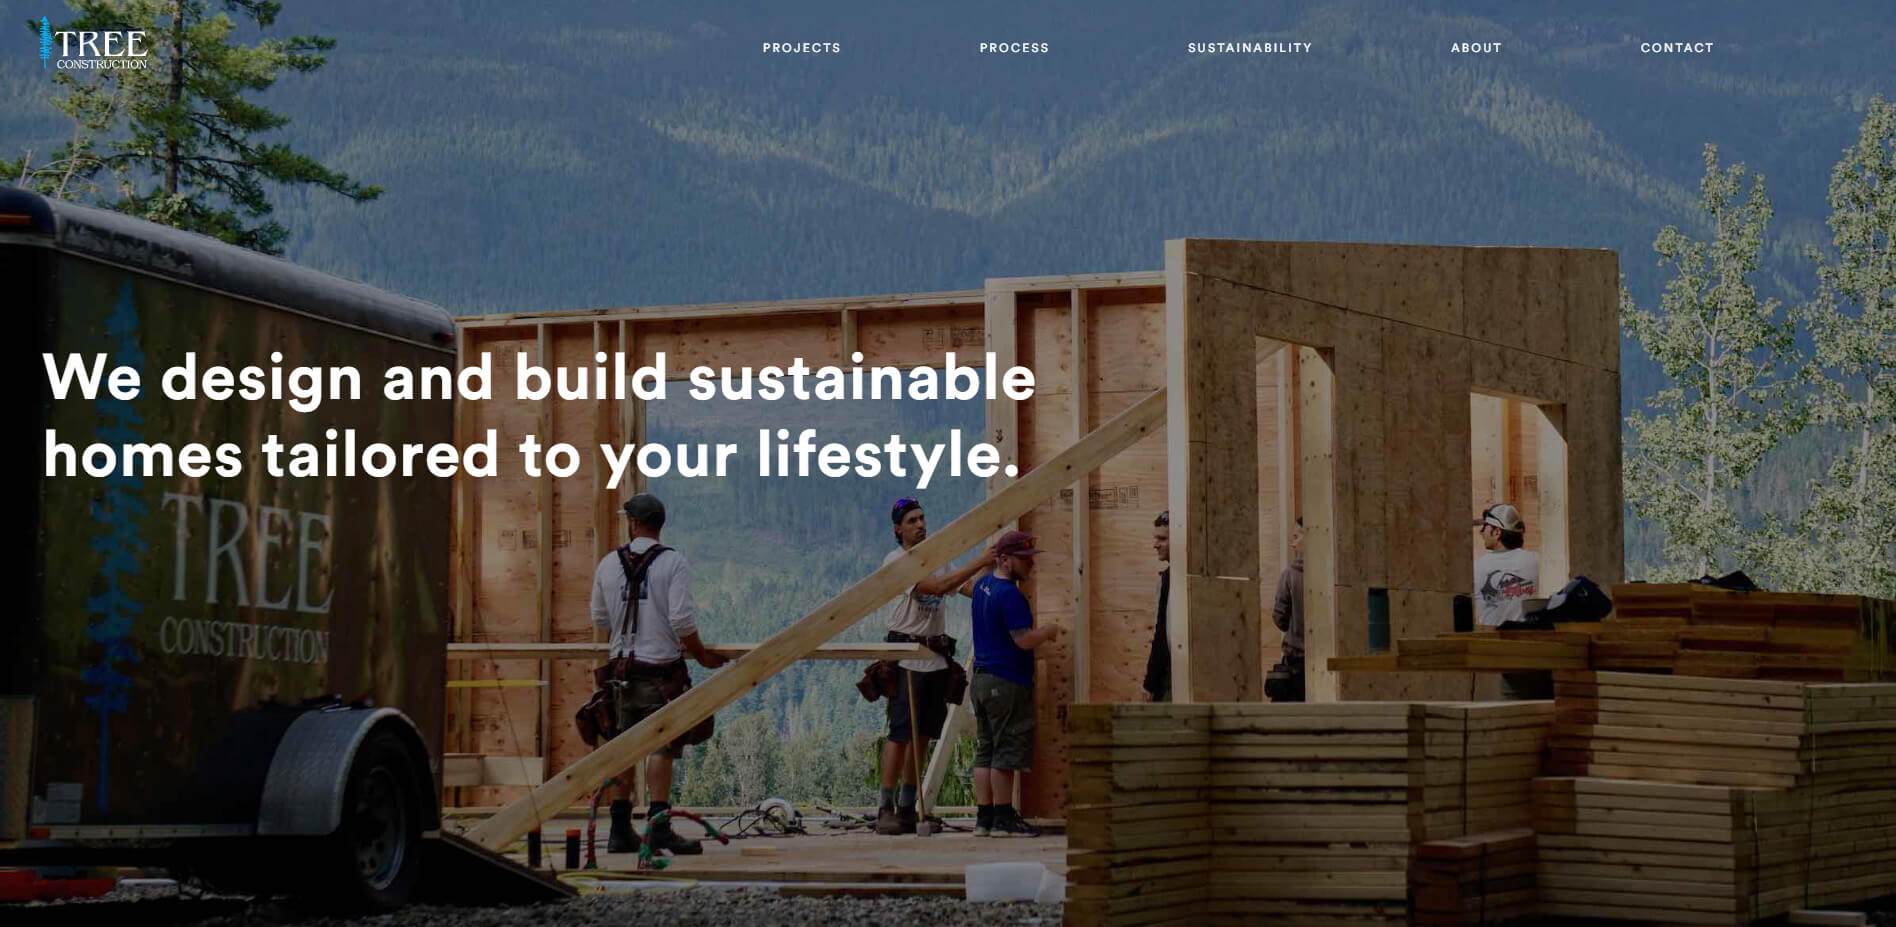 TREE
CONSTRUCTION
PROJECTS
PROCESS
SUSTAINABILITY
ABOUT
CONTACT
We design and build sustainable
homes tailored to your lifestyle.
TREE
CONSTRUCTION